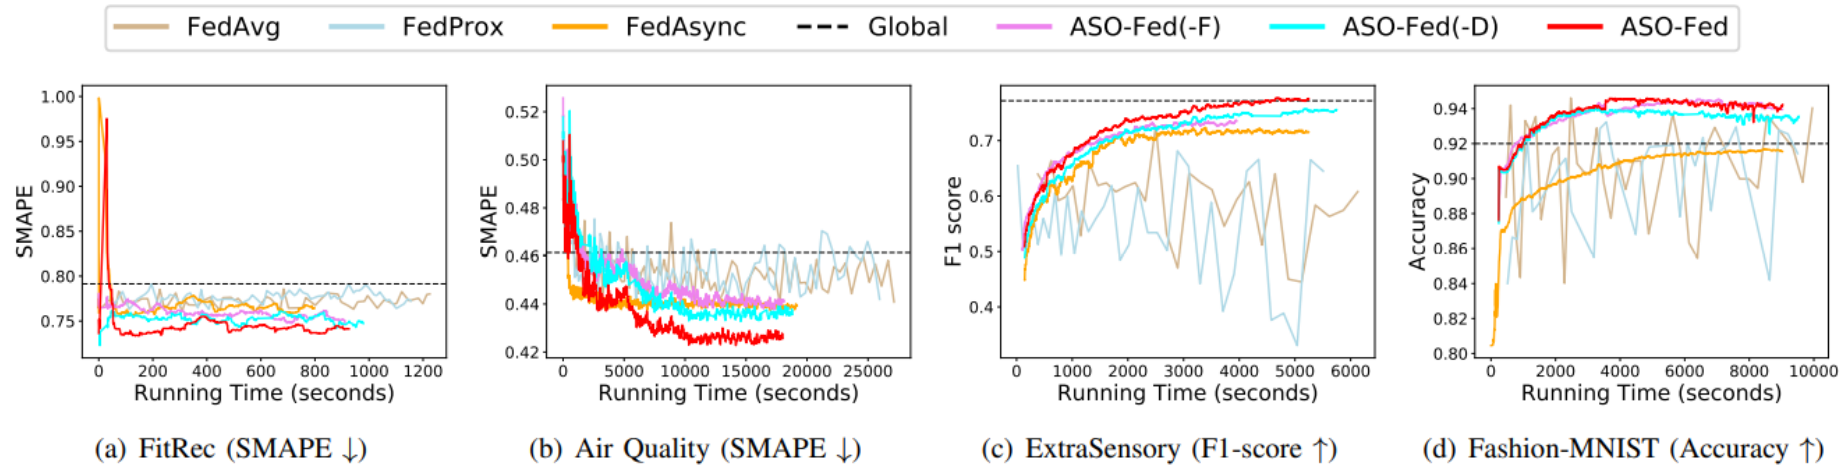 FedAvg FedProx FedAsync Global ASO-Fed(-F) ASO-Fed(-D) ASO-Fed
1.00
0.95
0.90
0.85
0.80
0.75
SMAPE
0 200 400 600 800 1000 1200
Running Time (seconds)
(a) FitRec (SMAPE ↓)
0.52
0.50
0.48
0.46
0.44
0.42
SMAPE
0 5000 10000 15000 20000 25000
Running Time (seconds)
(b) Air Quality (SMAPE ↓)
0.7
0.6
0.5
0.4
F1 score
0 1000 2000 3000 4000 5000 6000
Running Time (seconds)
(c) ExtraSensory (F1-score ↑)
0.94
0.92
0.90
0.88
0.86
0.84
0.82
0.80
Accuracy
0 2000 4000 6000 8000 10000
Running Time (seconds)
(d) Fashion-MNIST (Accuracy ↑)